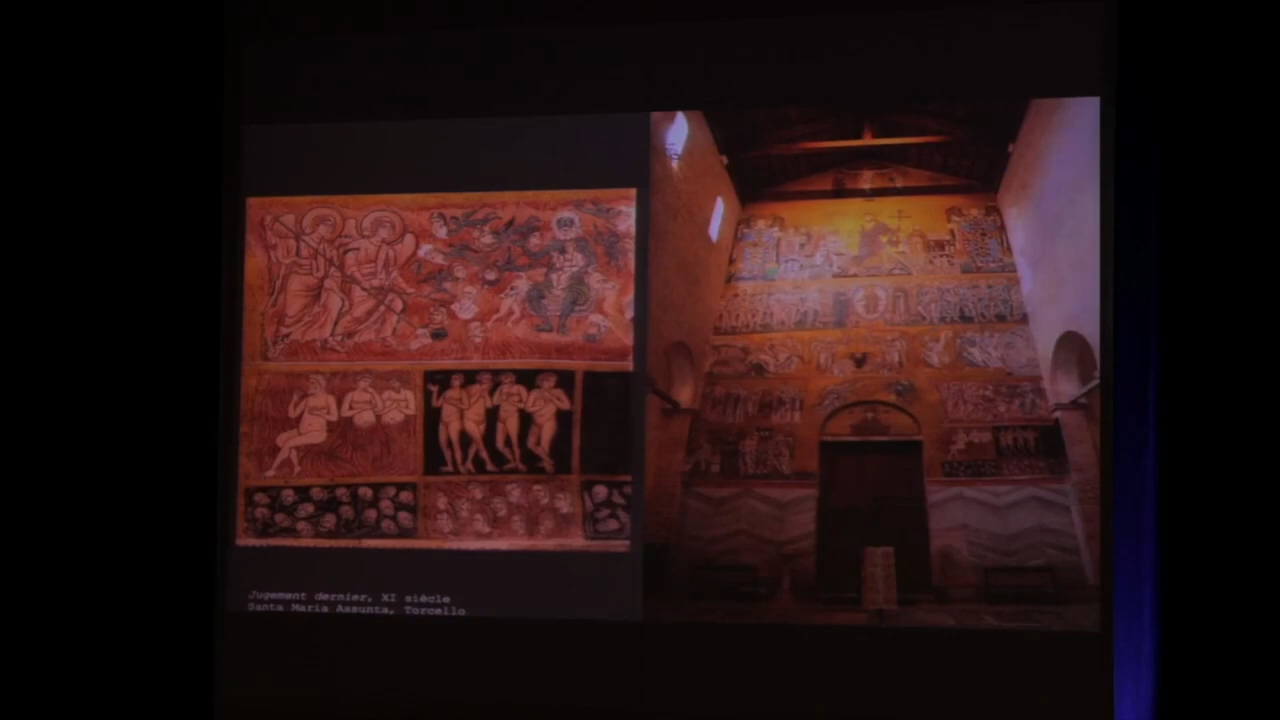 Jugement dernier, XI siècle
Santa Maria Assunta, Torcello